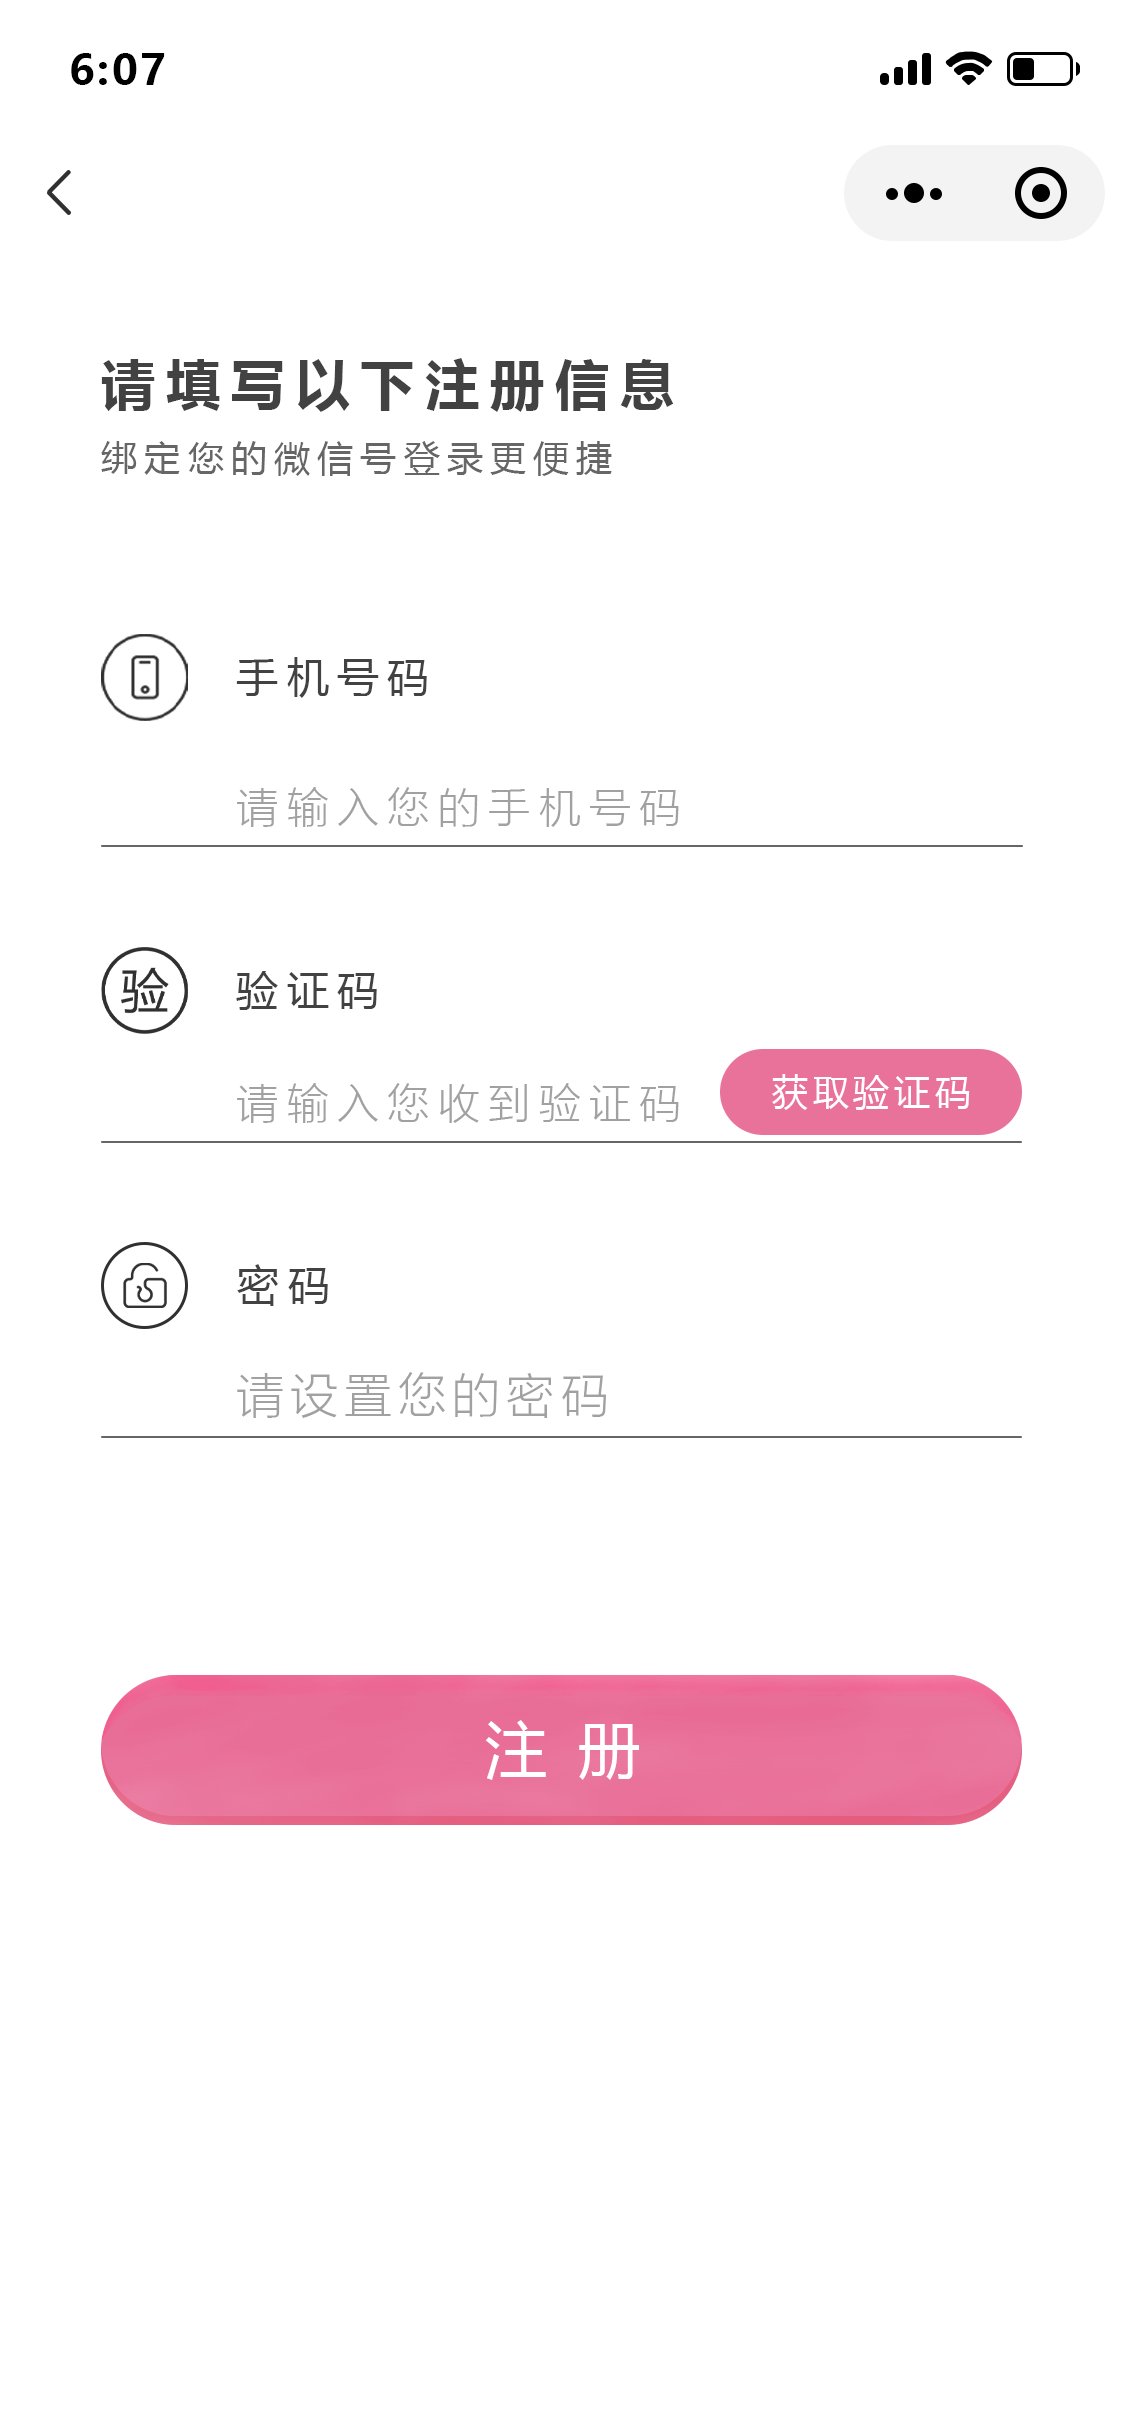 6:07
请填写以下注册信息
绑定您的微信号登录更便捷
手机号码
请输入您的手机号码
验
验证码
请输入您收到验证码
获取验证码
密码
请设置您的密码
注册